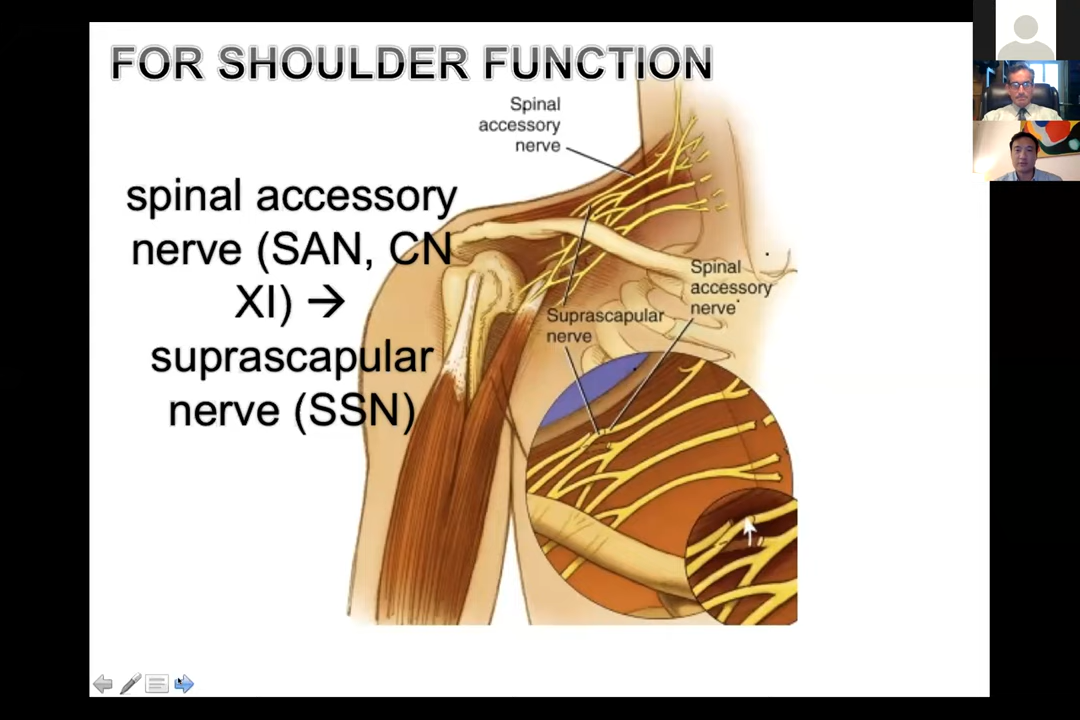 FOR SHOULDER FUNCTION
Spinal
accessory
nerve
spinal accessory
nerve (SAN, CN
XI) →
suprascapular
nerve (SSN)
Spinal
accessory
nerve
Suprascapular
nerve